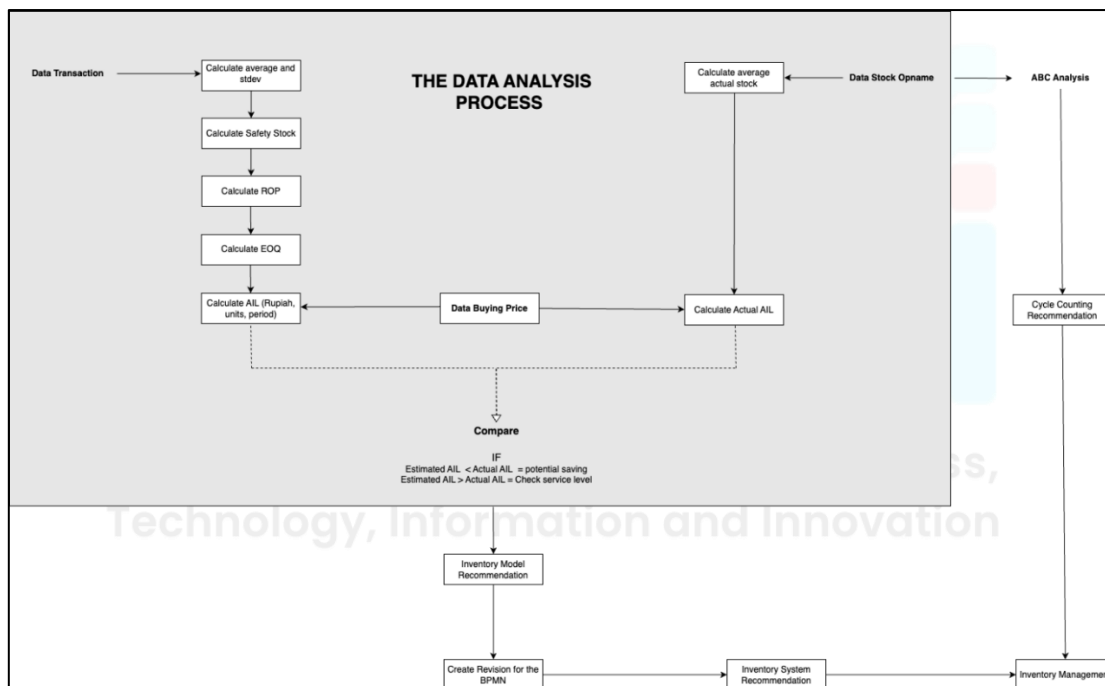 THE DATA ANALYSIS
PROCESS
Data Transaction
Calculate average and
stdev
Calculate Safety Stock
Calculate ROP
Calculate EOQ
Calculate AIL (Rupiah,
units, period)
Data Buying Price
Calculate average
actual stock
Data Stock Opname
ABC Analysis
Calculate Actual AIL
Cycle Counting
Recommendation
Compare
IF
Estimated AIL < Actual AIL = potential saving
Estimated AIL > Actual AIL = Check service level
Technology, Information and Innovation
Inventory Model
Recommendation
Create Revision for the
BPMN
Inventory System
Recommendation
Inventory Management